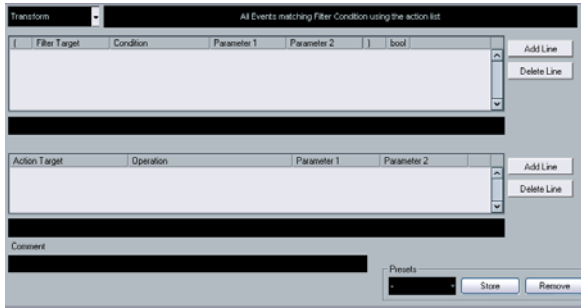 Transform All Events matching Filter Condition using the action list
( Filter Target Condition Parameter 1 Parameter 2 ) bool
Add Line
Delete Line
Action Target Operation Parameter 1 Parameter 2
Add Line
Delete Line
Comment
Presets
- Store Remove